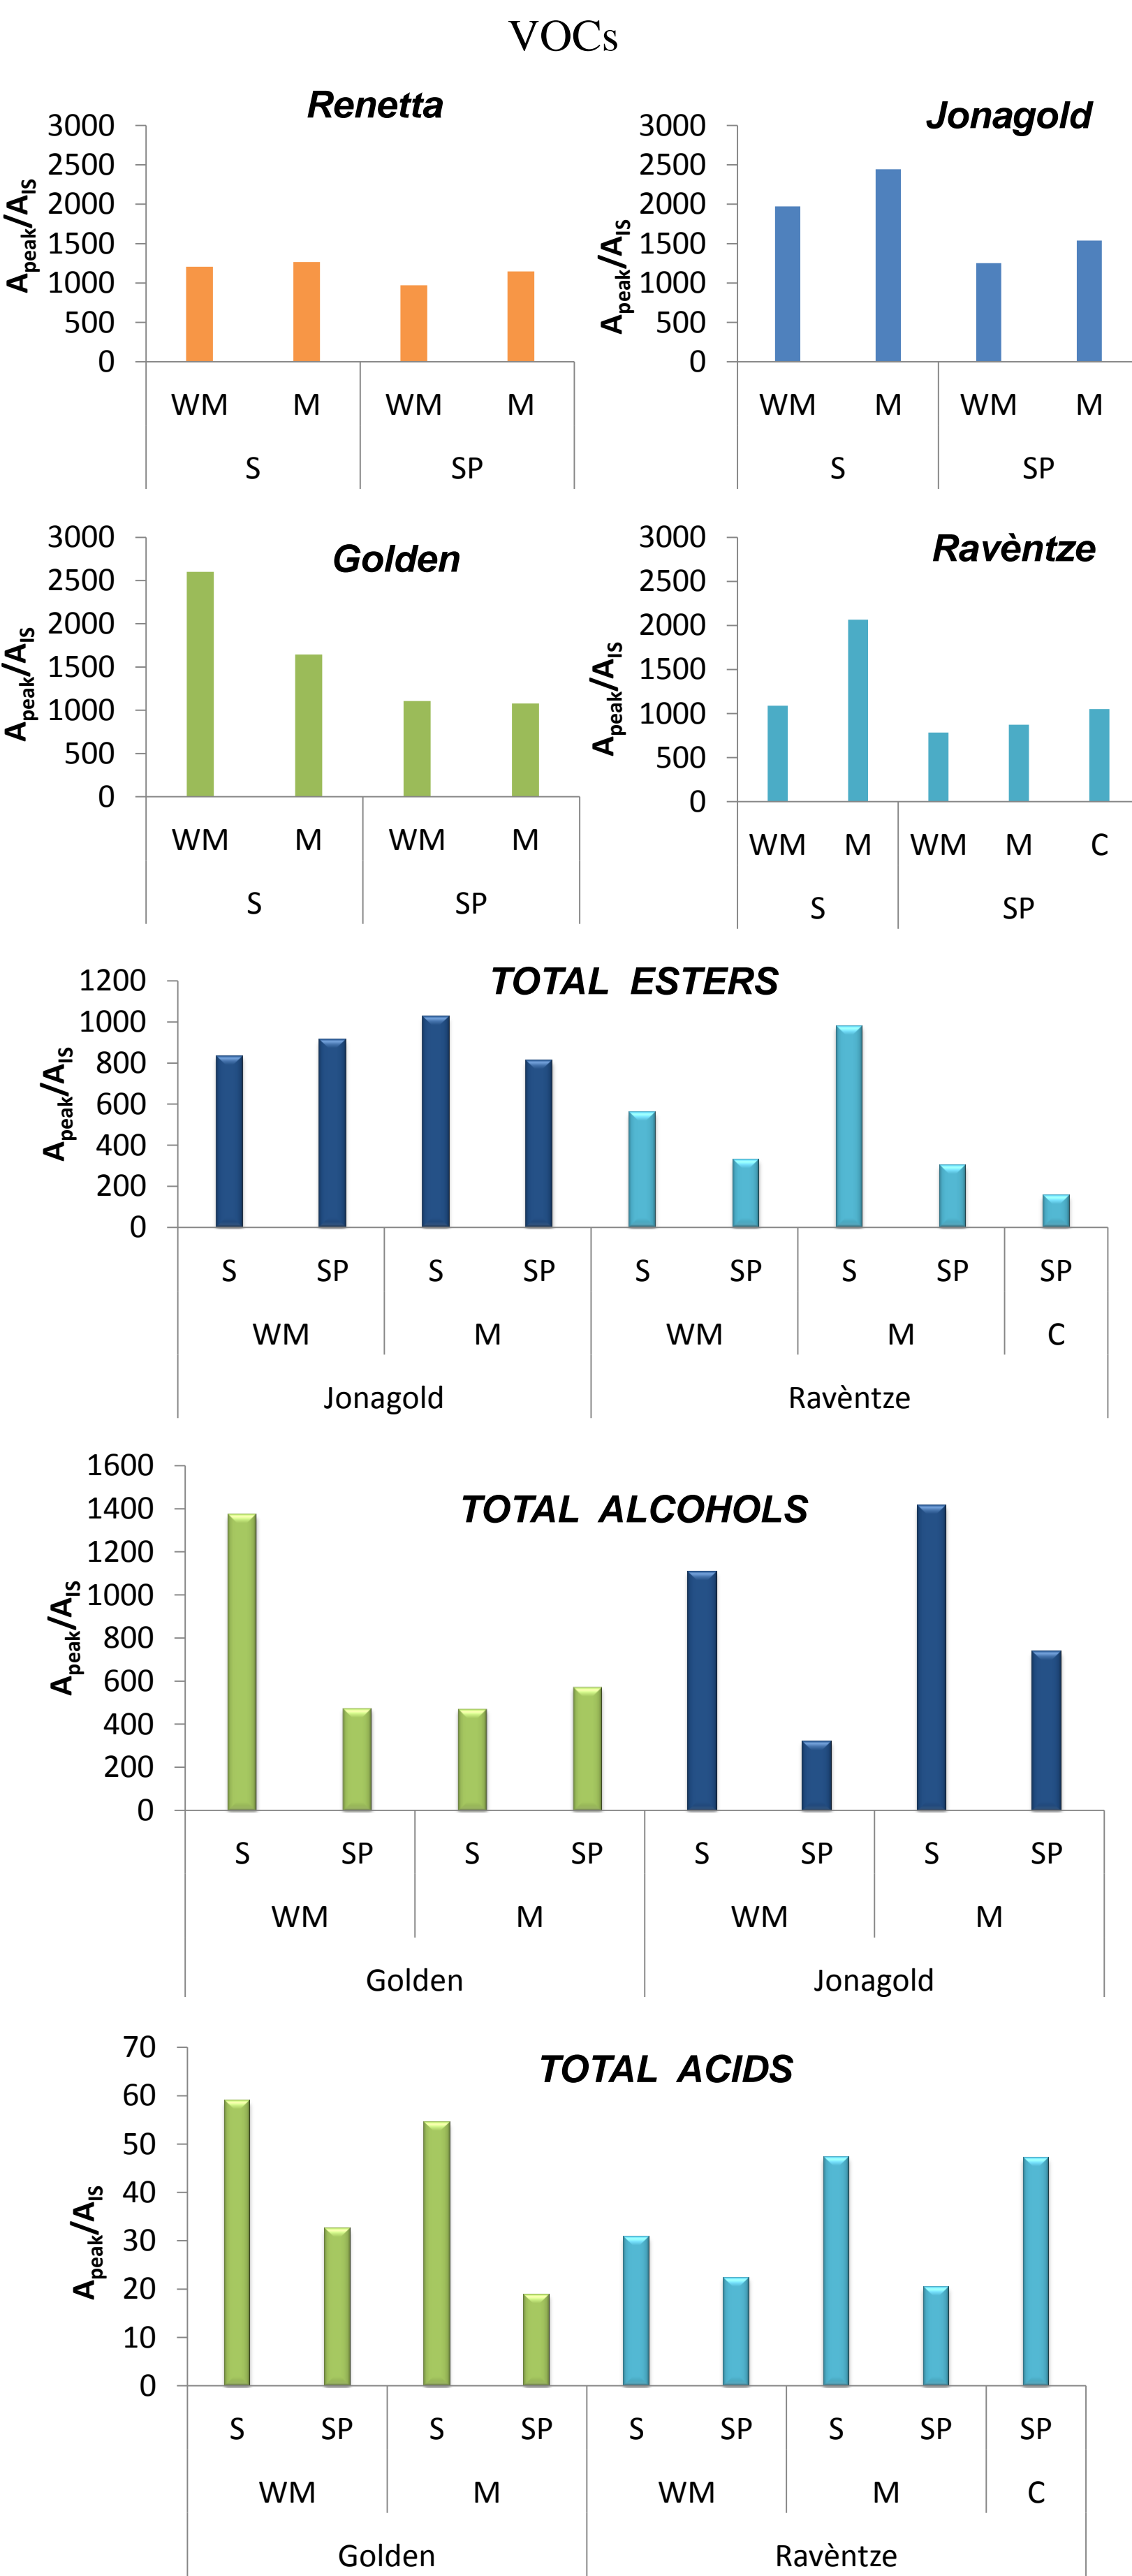 VOCs
Renetta
3000
2500
2000
1500
1000
500
0
Apeak/AIS
WM M WM M
S SP
Jonagold
3000
2500
2000
1500
1000
500
0
Apeak/AIS
WM M WM M
S SP
Golden
3000
2500
2000
1500
1000
500
0
Apeak/AIS
WM M WM M
S SP
Ravèntze
3000
2500
2000
1500
1000
500
0
Apeak/AIS
WM M WM M C
S SP
TOTAL ESTERS
1200
1000
800
600
400
200
0
Apeak/AIS
S SP S SP S SP S SP SP
WM M WM M C
Jonagold Ravèntze
TOTAL ALCOHOLS
1600
1400
1200
1000
800
600
400
200
0
Apeak/AIS
S SP S SP S SP S SP
WM M WM M
Golden Jonagold
TOTAL ACIDS
70
60
50
40
30
20
10
0
Apeak/AIS
S SP S SP S SP S SP SP
WM M WM M C
Golden Ravèntze